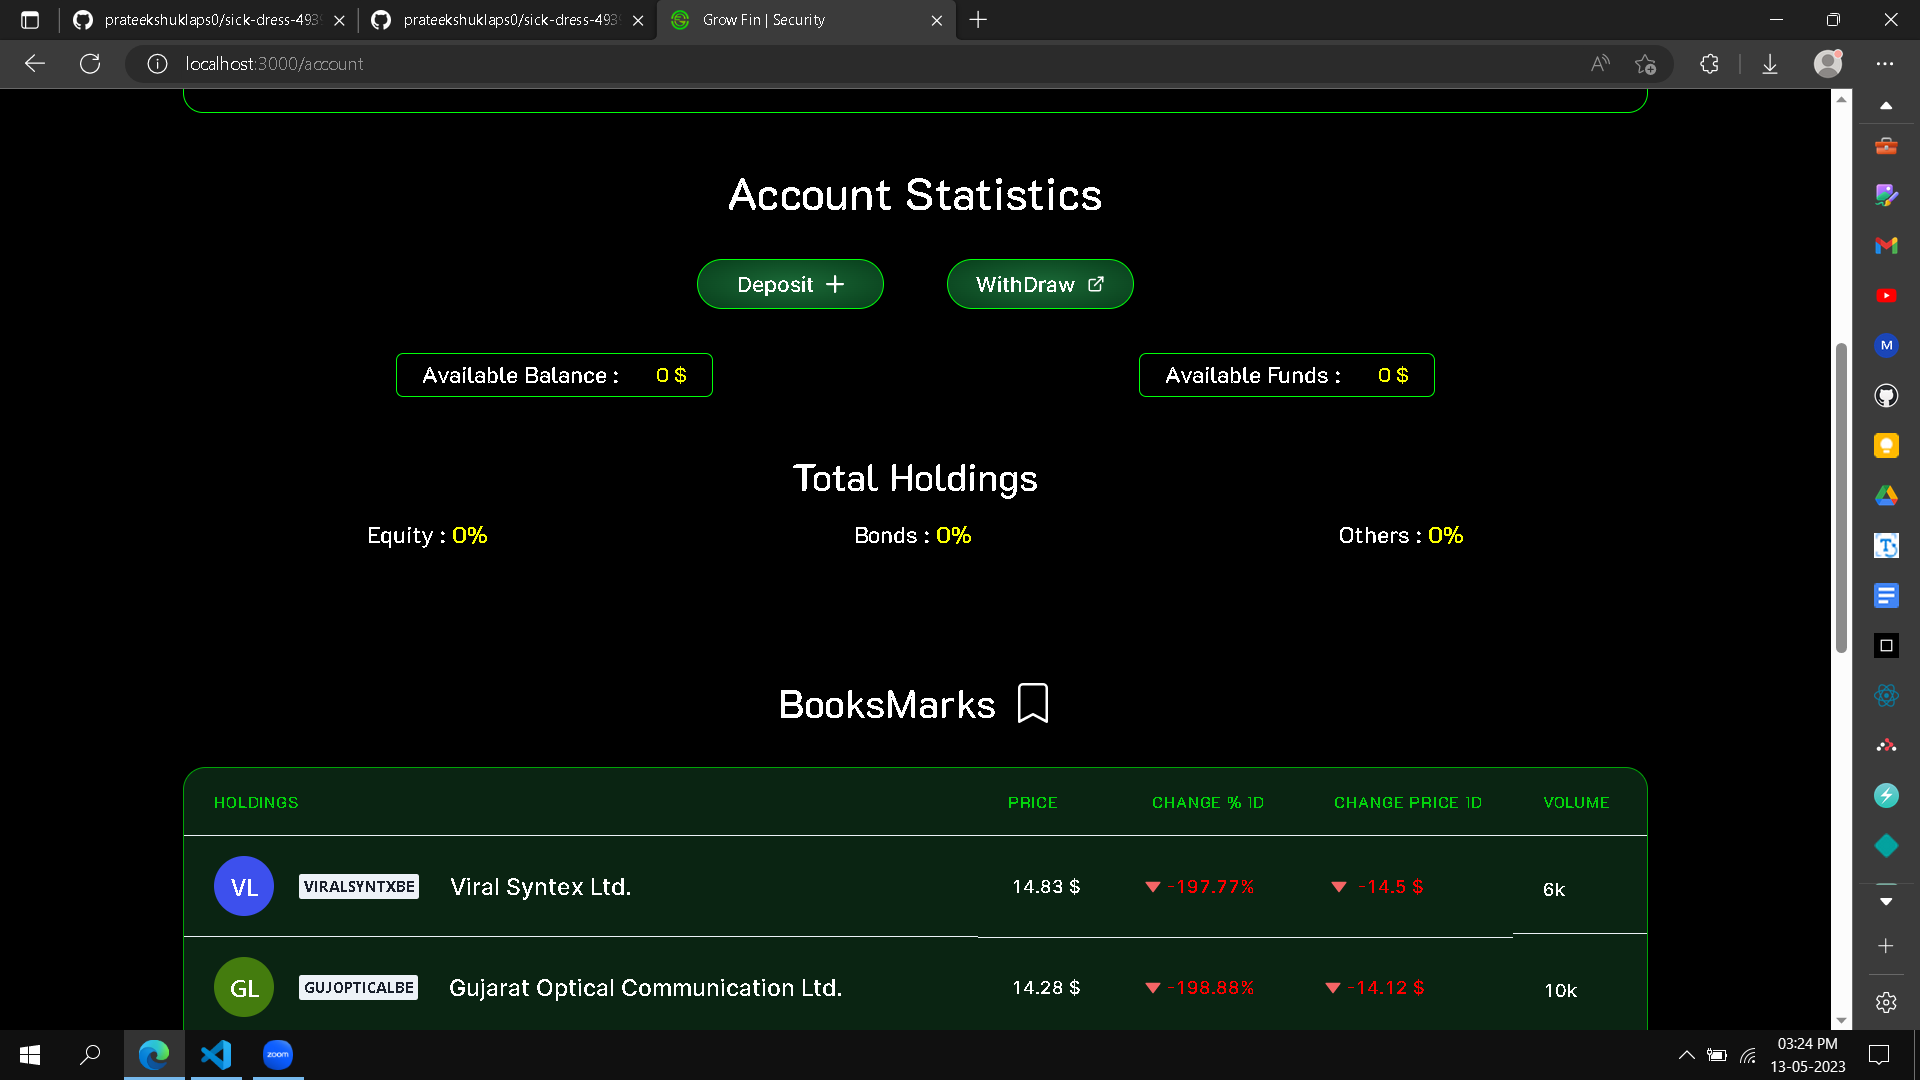 prateekshuklaps0/sick-dress-493
prateekshuklaps0/sick-dress-493
Grow Fin | Security
localhost:3000/account
Account Statistics
Deposit +
WithDraw
Available Balance : 0 $
Available Funds : 0 $
Total Holdings
Equity : 0%
Bonds : 0%
Others : 0%
BooksMarks
HOLDINGS PRICE CHANGE % 1D CHANGE PRICE 1D VOLUME
VL VIRALSYNTXBE Viral Syntex Ltd. 14.83 $ -197.77% -14.5 $ 6k
GL GUJOPTICALBE Gujarat Optical Communication Ltd. 14.28 $ -198.88% -14.12 $ 10k
M
T
zoom
03:24 PM
13-05-2023